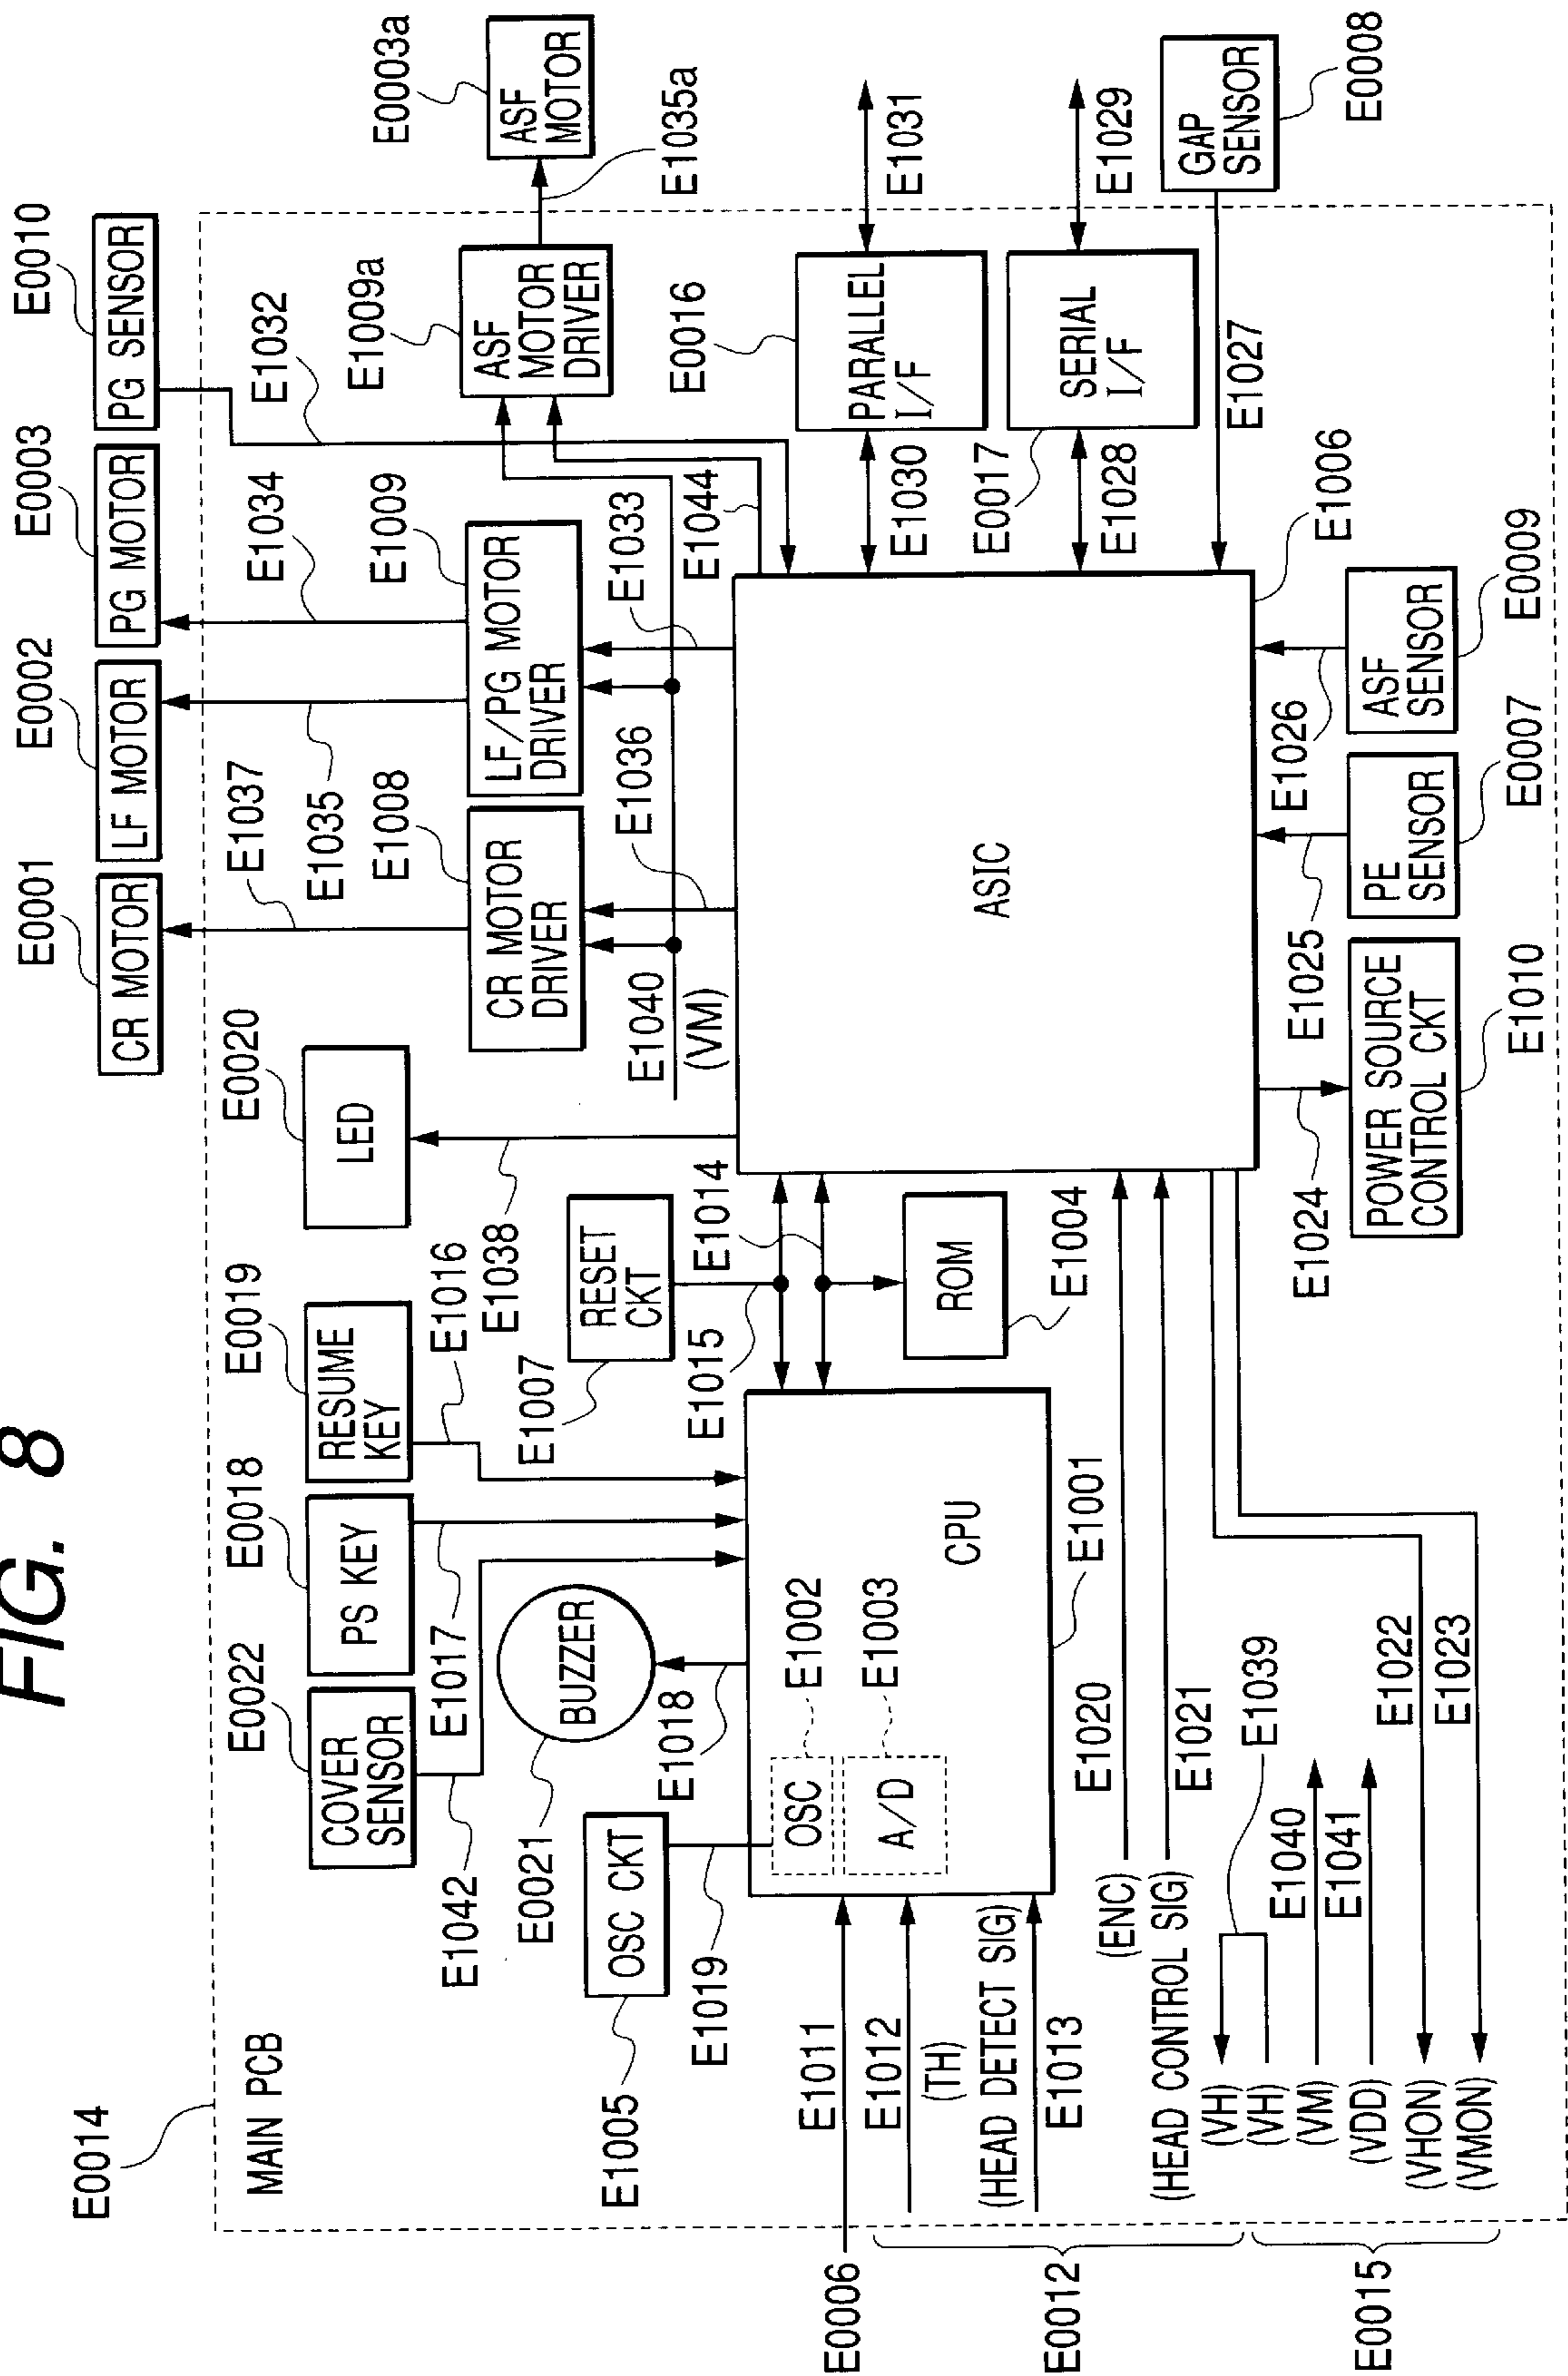 FIG. 8
E0014
MAIN PCB
E0001
CR MOTOR
E0002
LF MOTOR
E0003
PG MOTOR
E0010
PG SENSOR
E0022
COVER
SENSOR
E0018
PS KEY
E0019
RESUME
KEY
E0020
LED
E1037
E1035
E1034
E1032
E0003a
ASF
MOTOR
E1035a
E1009a
ASF
MOTOR
DRIVER
E1042
E1017
E1016
E1038
E1008
CR MOTOR
DRIVER
E1009
LF/PG MOTOR
DRIVER
E0021
BUZZER
E1018
E1007
RESET
CKT
E1005
OSC CKT
E1019
E1015
E1014
E1040
(VM)
E1036
E1033
E1044
E0016
PARALLEL
I/F
E1031
E1030
E0017
SERIAL
I/F
E1029
E1028
GAP
SENSOR
E0008
E1027
E1006
ASIC
OSC
E1002
A/D
E1003
CPU
E1001
ROM
E1004
E0006
E1011
E1012
(TH)
(HEAD DETECT SIG)
E1013
E0012
(ENC)
E1020
(HEAD CONTROL SIG)
E1021
(VH)
(VH)
E1039
(VM)
E1040
(VDD)
E1041
(VHON)
E1022
(VMON)
E1023
E0015
E1024
POWER SOURCE
CONTROL CKT
E1010
E1025
PE
SENSOR
E0007
E1026
ASF
SENSOR
E0009